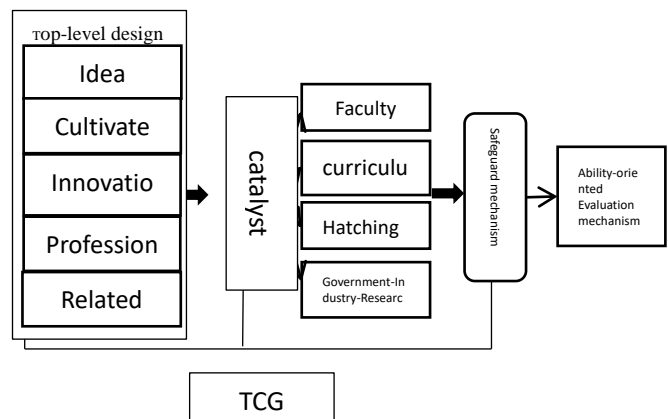 Top-level design
Idea
Cultivate
Innovatio
Profession
Related
catalyst
Faculty
curriculu
Hatching
Government-In
dustry-Researc
Safeguard mechanism
Ability-orie
nted
Evaluation
mechanism
TCG